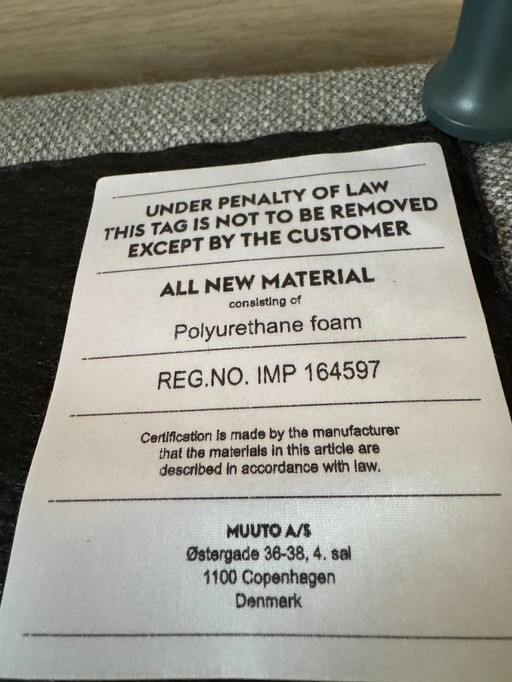 UNDER PENALTY OF LAW
THIS TAG IS NOT TO BE REMOVED
EXCEPT BY THE CUSTOMER
ALL NEW MATERIAL
consisting of
Polyurethane foam
REG.NO. IMP 164597
Certification is made by the manufacturer
that the materials in this article are
described in accordance with law.
MUUTO A/S
Østergade 36-38, 4. sal
1100 Copenhagen
Denmark